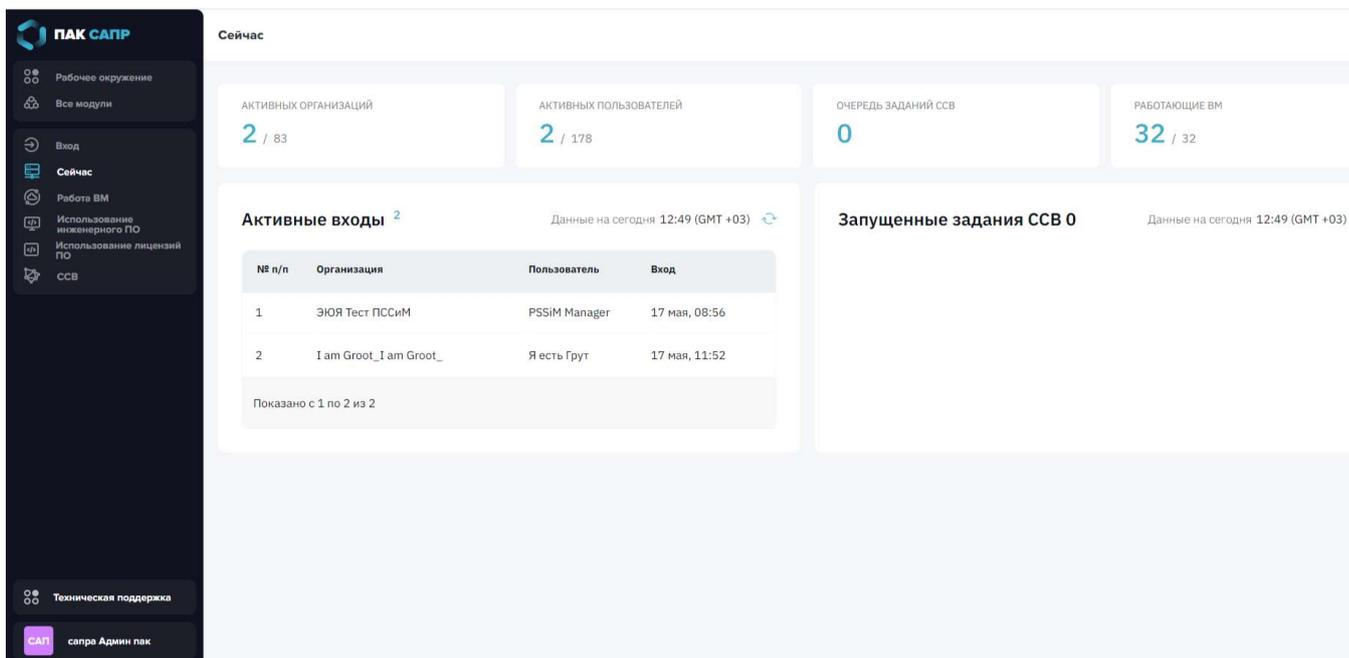 ПАК САПР
Рабочее окружение
Все модули
Вход
Сейчас
Работа ВМ
Использование
инженерного ПО
Использование лицензий
ПО
ССВ
Техническая поддержка
САП сапра Админ пак
Сейчас
АКТИВНЫХ ОРГАНИЗАЦИЙ
2 / 83
АКТИВНЫХ ПОЛЬЗОВАТЕЛЕЙ
2 / 178
ОЧЕРЕДЬ ЗАДАНИЙ ССВ
0
РАБОТАЮЩИЕ ВМ
32 / 32
Активные входы 2 Данные на сегодня 12:49 (GMT +03)
№ п/п Организация Пользователь Вход
1 ЭЮЯ Тест ПССиМ PSSiM Manager 17 мая, 08:56
2 I am Groot_I am Groot_ Я есть Грут 17 мая, 11:52
Показано с 1 по 2 из 2
Запущенные задания ССВ 0 Данные на сегодня 12:49 (GMT +03)